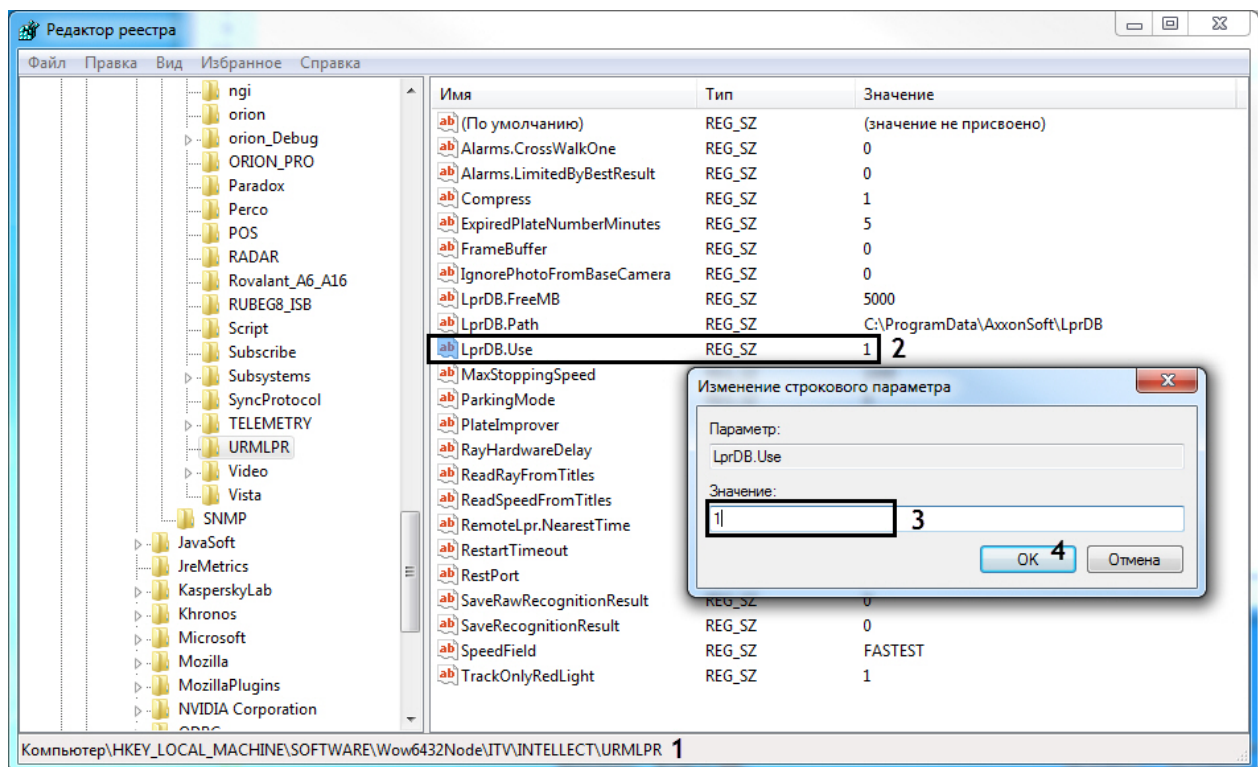 Редактор реестра
Файл Правка Вид Избранное Справка
ngi
orion
orion_Debug
ORION_PRO
Paradox
Perco
POS
RADAR
Rovalant_A6_A16
RUBEG8_ISB
Script
Subscribe
Subsystems
SyncProtocol
TELEMETRY
URMLPR
Video
Vista
SNMP
JavaSoft
JreMetrics
KasperskyLab
Khronos
Microsoft
Mozilla
MozillaPlugins
NVIDIA Corporation
Имя Тип Значение
(По умолчанию) REG_SZ (значение не присвоено)
Alarms.CrossWalkOne REG_SZ 0
Alarms.LimitedByBestResult REG_SZ 0
Compress REG_SZ 1
ExpiredPlateNumberMinutes REG_SZ 5
FrameBuffer REG_SZ 0
IgnorePhotoFromBaseCamera REG_SZ 0
LprDB.FreeMB REG_SZ 5000
LprDB.Path REG_SZ C:\ProgramData\AxxonSoft\LprDB
LprDB.Use REG_SZ 1 2
MaxStoppingSpeed
ParkingMode
PlateImprover
RayHardwareDelay
ReadRayFromTitles
ReadSpeedFromTitles
RemoteLpr.NearestTime
RestartTimeout
RestPort
SaveRawRecognitionResult REG_SZ 0
SaveRecognitionResult REG_SZ 0
SpeedField REG_SZ FASTEST
TrackOnlyRedLight REG_SZ 1
Изменение строкового параметра
Параметр:
LprDB.Use
Значение:
1 3
OK 4 Отмена
Компьютер\HKEY_LOCAL_MACHINE\SOFTWARE\Wow6432Node\ITV\INTELLECT\URMLPR 1